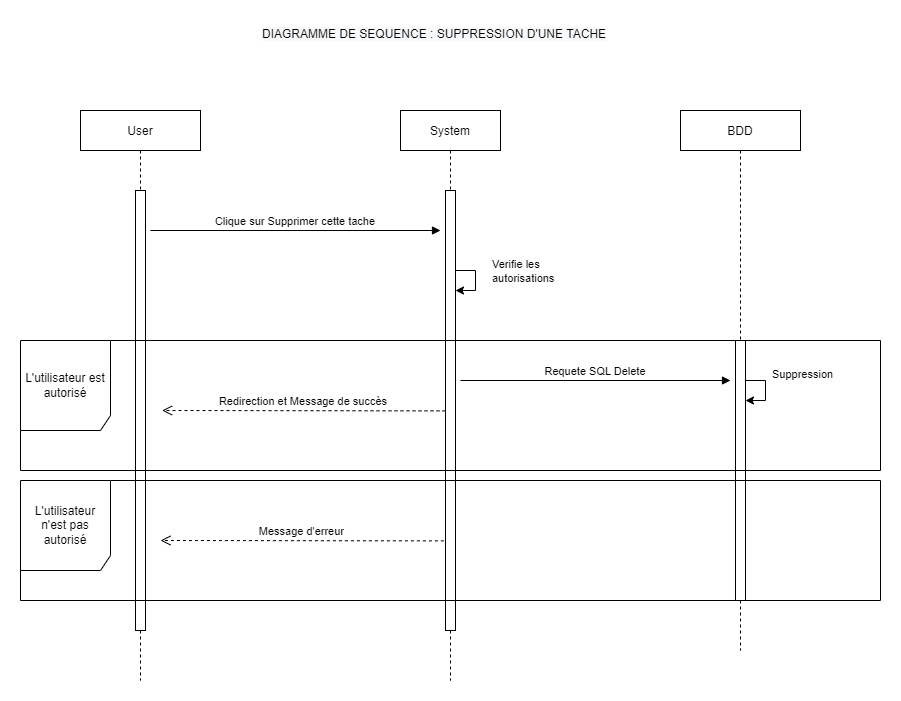 DIAGRAMME DE SEQUENCE : SUPPRESSION D'UNE TACHE
User
System
BDD
Clique sur Supprimer cette tache
Verifie les
autorisations
L'utilisateur est
autorisé
Requete SQL Delete
Suppression
Redirection et Message de succès
L'utilisateur
n'est pas
autorisé
Message d'erreur